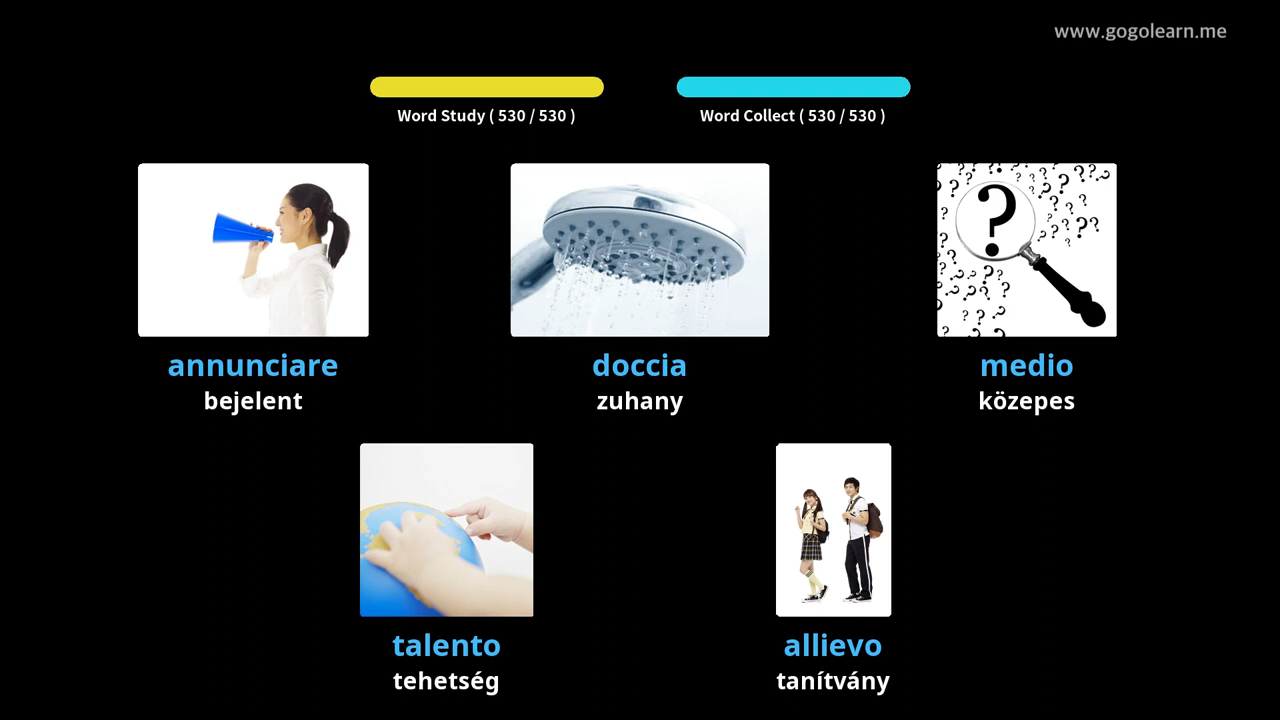 www.gogolearn.me
Word Study ( 530 / 530 )
Word Collect ( 530 / 530 )
annunciare
bejelent
doccia
zuhany
medio
közepes
talento
tehetség
allievo
tanítvány